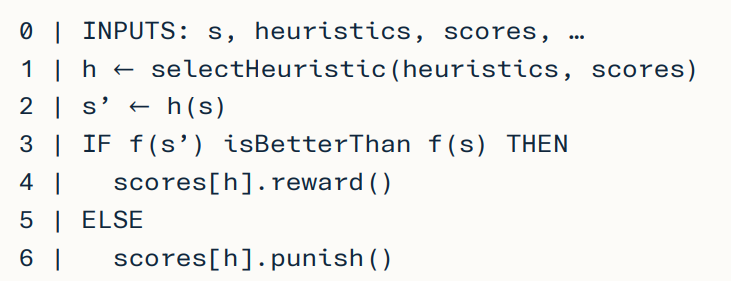 0 | INPUTS: s, heuristics, scores, …
1 | h ← selectHeuristic(heuristics, scores)
2 | s’ ← h(s)
3 | IF f(s’) isBetterThan f(s) THEN
4 |   scores[h].reward()
5 | ELSE
6 |   scores[h].punish()